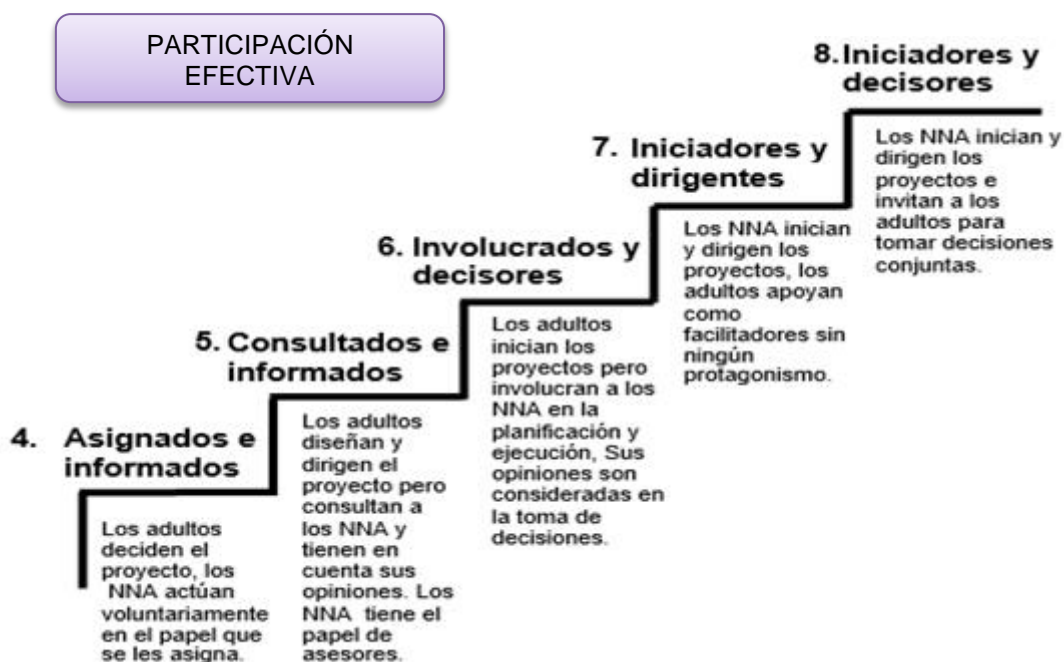 PARTICIPACIÓN
EFECTIVA
8. Iniciadores y
decisores
Los NNA inician y
dirigen los
proyectos e
invitan a los
adultos para
tomar decisiones
conjuntas.
7. Iniciadores y
dirigentes
Los NNA inician
y dirigen los
proyectos, los
adultos apoyan
como
facilitadores sin
ningún
protagonismo.
6. Involucrados y
decisores
Los adultos
inician los
proyectos pero
involucran a los
NNA en la
planificación y
ejecución, Sus
opiniones son
consideradas en
la toma de
decisiones.
5. Consultados e
informados
Los adultos
diseñan y
dirigen el
proyecto pero
consultan a
los NNA y
tienen en
cuenta sus
opiniones. Los
NNA tiene el
papel de
asesores.
4. Asignados e
informados
Los adultos
deciden el
proyecto, los
NNA actúan
voluntariamente
en el papel que
se les asigna.